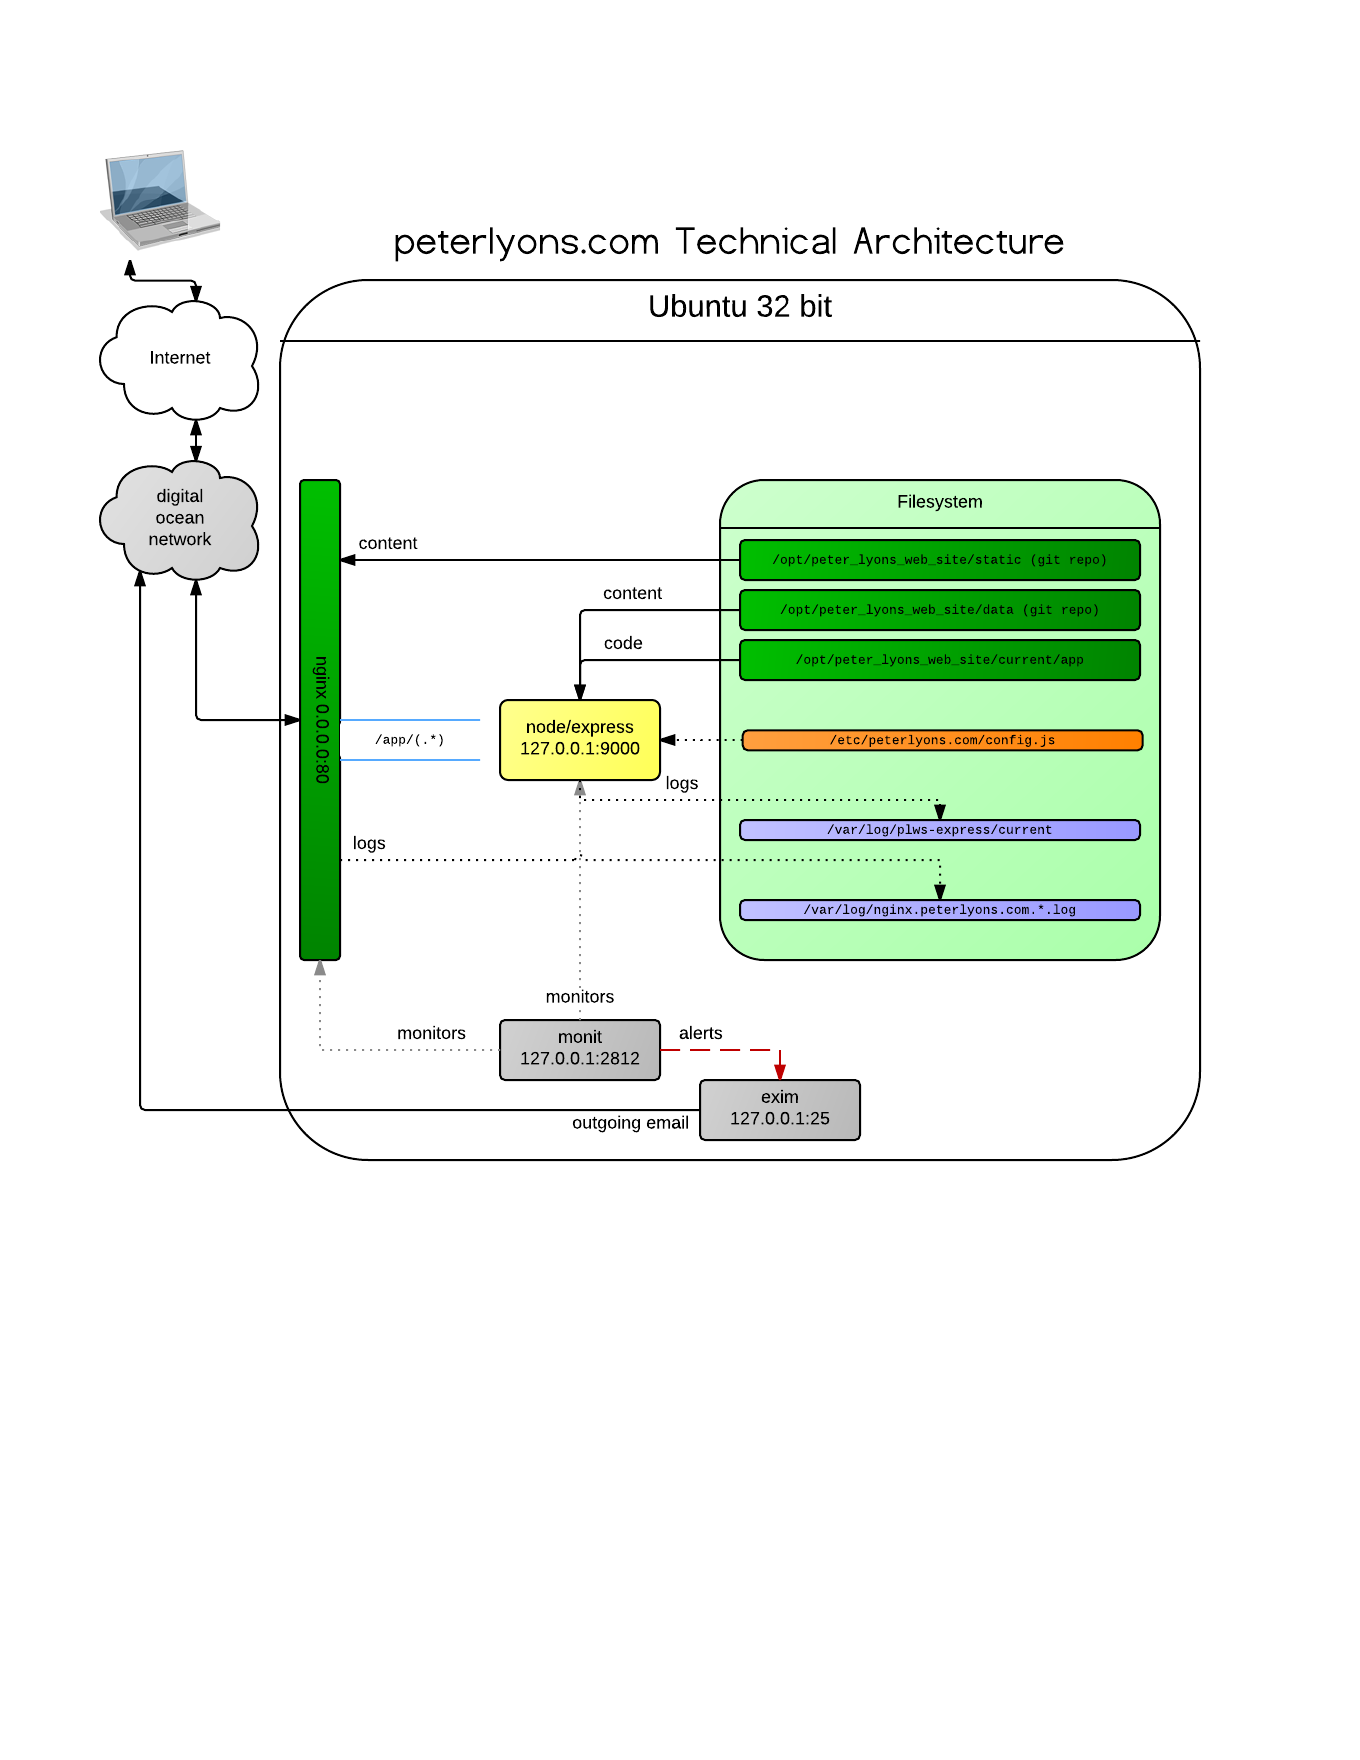 peterlyons.com Technical Architecture
Ubuntu 32 bit
Internet
digital
ocean
network
Filesystem
content
/opt/peter_lyons_web_site/static (git repo)
content
/opt/peter_lyons_web_site/data (git repo)
code
/opt/peter_lyons_web_site/current/app
nginx 0.0.0.0:80
/app/(.*)
node/express
127.0.0.1:9000
/etc/peterlyons.com/config.js
logs
/var/log/plws-express/current
logs
/var/log/nginx.peterlyons.com.*.log
monitors
monitors
monit
127.0.0.1:2812
alerts
exim
127.0.0.1:25
outgoing email